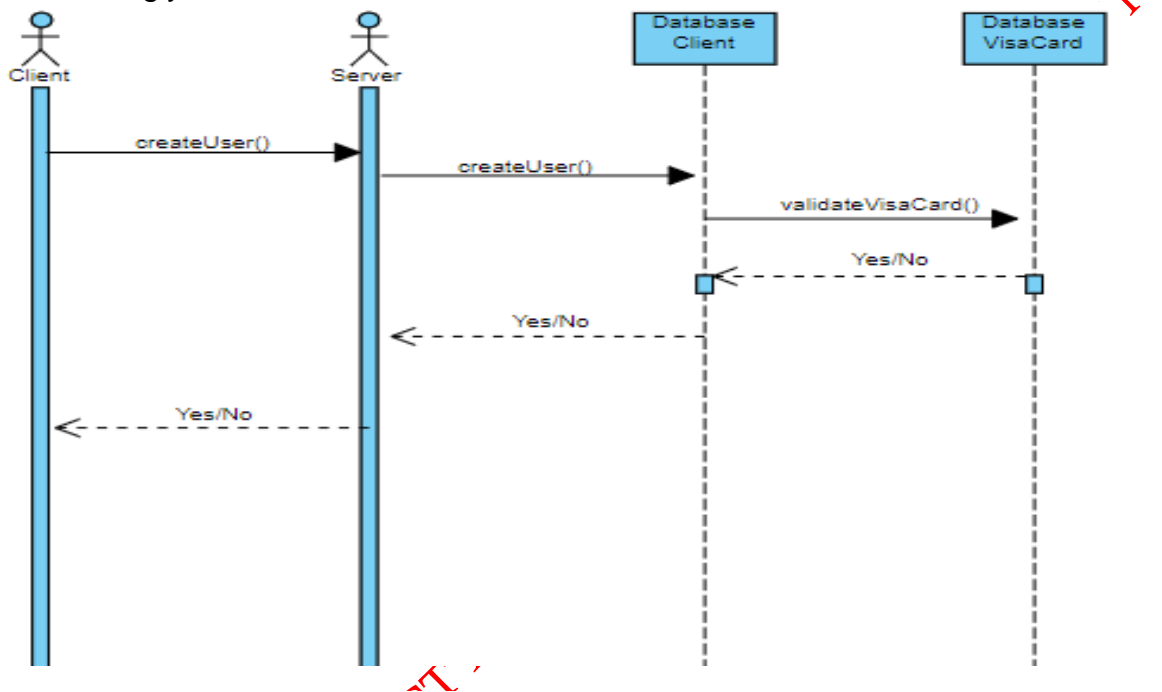 Database
Client
Database
VisaCard
Client
Server
createUser()
createUser()
validateVisaCard()
Yes/No
Yes/No
Yes/No